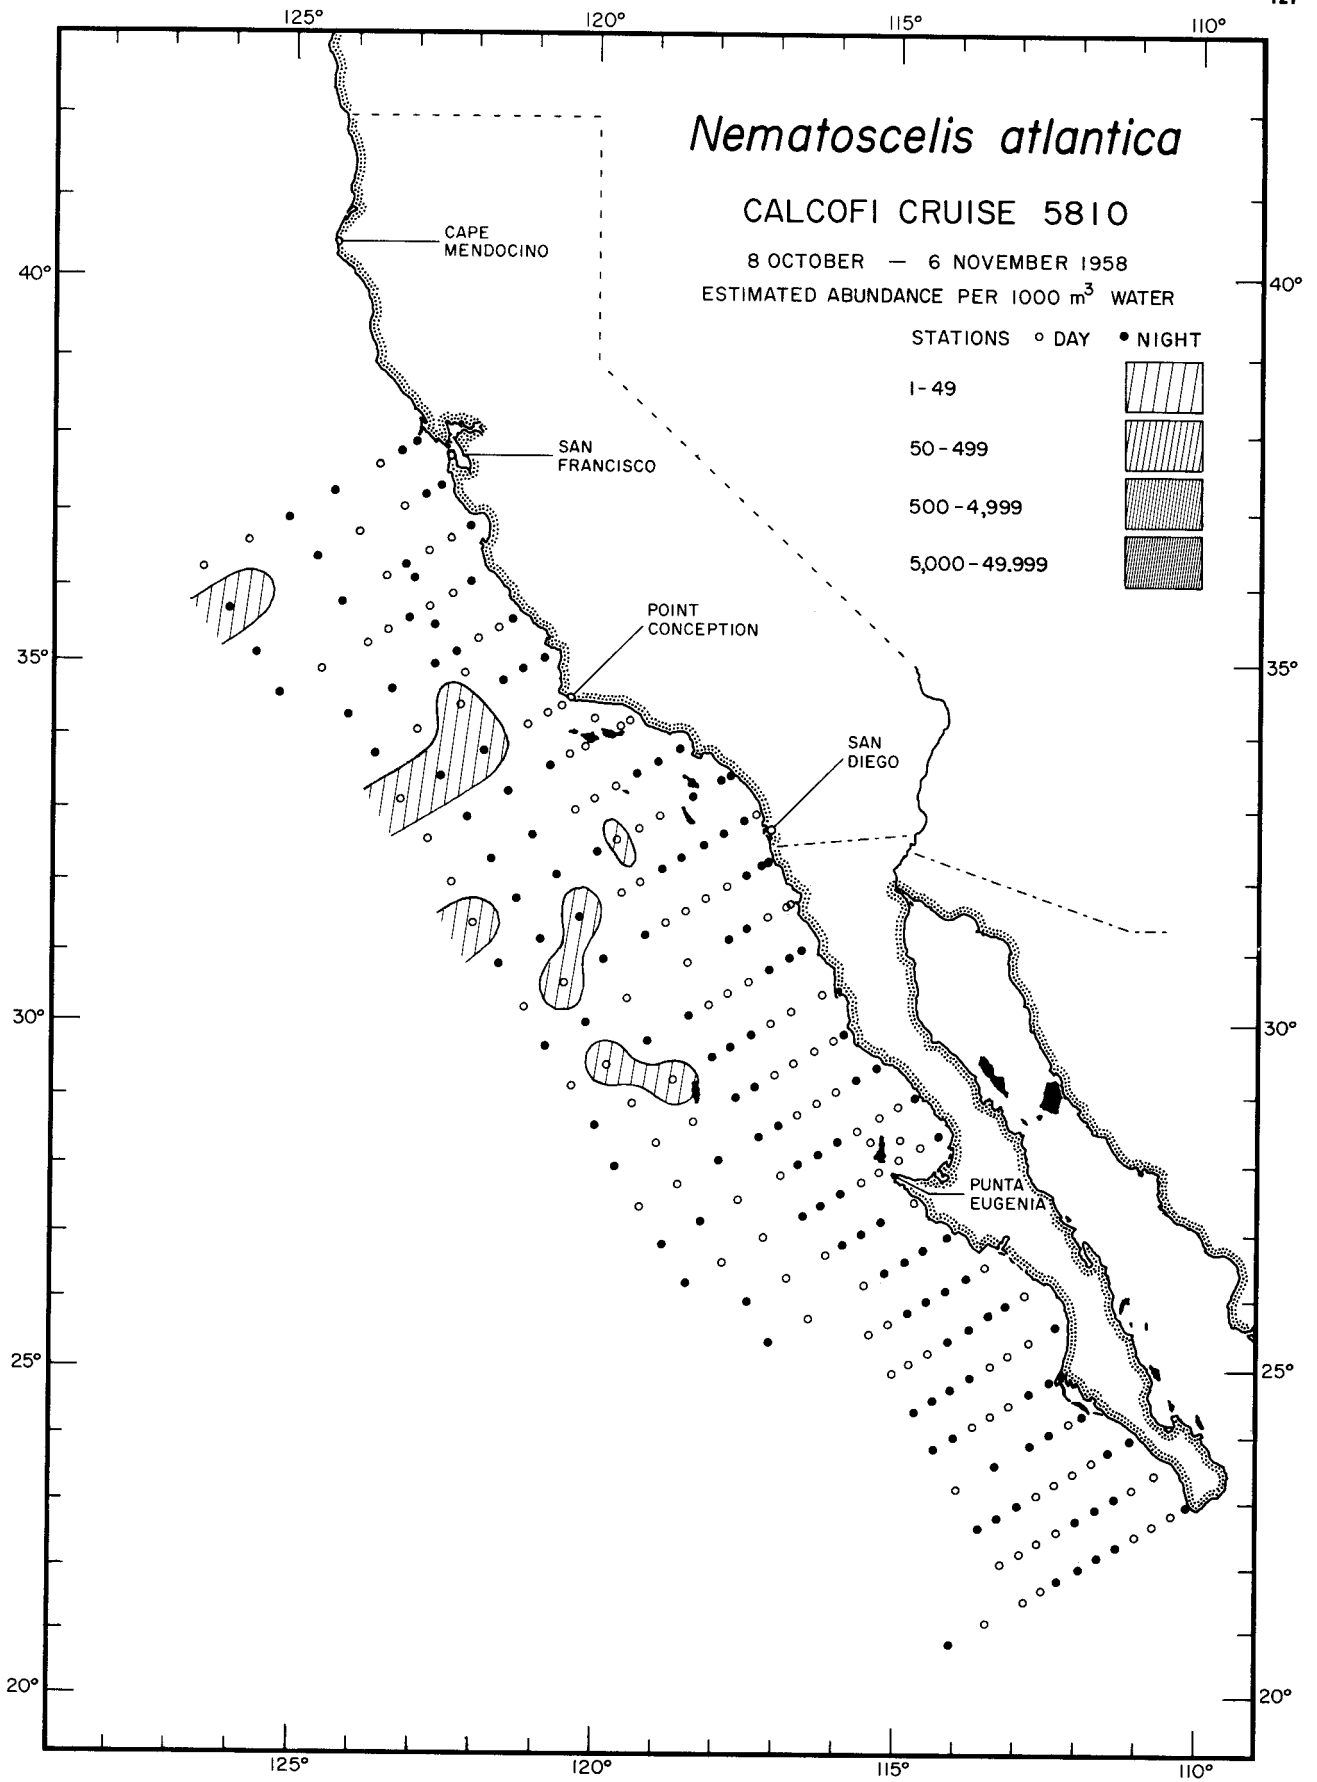 125° 120° 115° 110°
Nematoscelis atlantica
CALCOFI CRUISE 5810
8 OCTOBER — 6 NOVEMBER 1958
ESTIMATED ABUNDANCE PER 1000 m³ WATER
STATIONS ○ DAY ● NIGHT
1-49
50-499
500-4,999
5,000-49.999
CAPE
MENDOCINO
40° 40°
SAN
FRANCISCO
POINT
CONCEPTION
35° 35°
SAN
DIEGO
30° 30°
PUNTA
EUGENIA
25° 25°
20° 20°
125° 120° 115° 110°